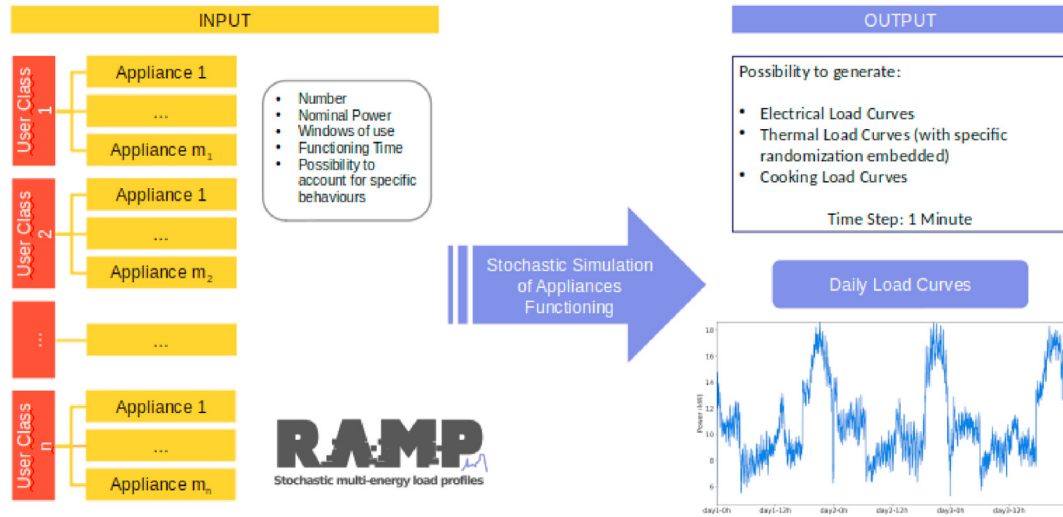 INPUT
User Class
1
Appliance 1
...
Appliance m1
User Class
2
Appliance 1
...
Appliance m2
...
...
User Class
n
Appliance 1
...
Appliance mn
• Number
• Nominal Power
• Windows of use
• Functioning Time
• Possibility to
account for specific
behaviours
RAMP
Stochastic multi-energy load profiles
Stochastic Simulation
of Appliances
Functioning
OUTPUT
Possibility to generate:
• Electrical Load Curves
• Thermal Load Curves (with specific
randomization embedded)
• Cooking Load Curves
Time Step: 1 Minute
Daily Load Curves
Power (kW)
18
16
14
12
10
8
6
day1-0h day1-12h day2-0h day2-12h day3-0h day3-12h